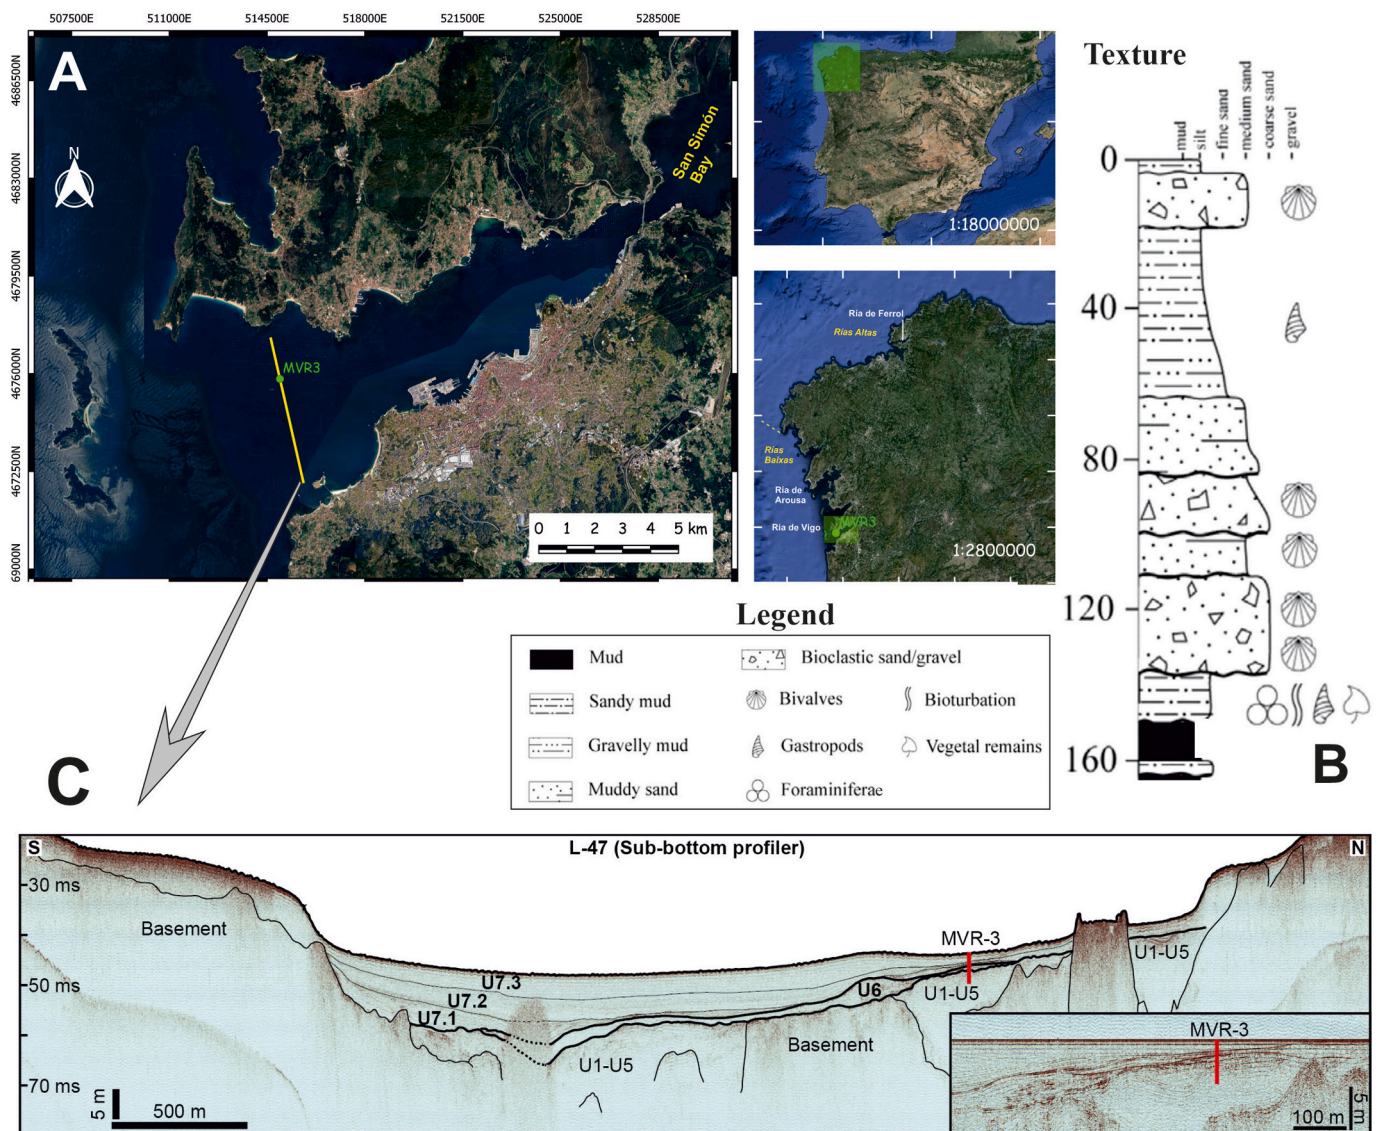 507500E 511000E 514500E 518000E 521500E 525000E 528500E
A
N
4686500N
4683000N
4679500N
4676000N
4672500N
69000N
San Simón
Bay
MVR3
0 1 2 3 4 5 km
1:18000000
Ria de Ferrol
Rías Altas
Rías
Baixas
Ria de
Arousa
Ria de Vigo
MVR3
1:2800000
Texture
mud
silt
fine sand
medium sand
coarse sand
gravel
0
40
80
120
160
B
Legend
Mud
Bioclastic sand/gravel
Sandy mud
Bivalves
Bioturbation
Gravelly mud
Gastropods
Vegetal remains
Muddy sand
Foraminiferae
C
S
L-47 (Sub-bottom profiler)
N
30 ms
Basement
MVR-3
U1-U5
50 ms
U7.3
U6
U1-U5
U7.2
U7.1
MVR-3
Basement
U1-U5
70 ms
5 m
500 m
100 m
5 m